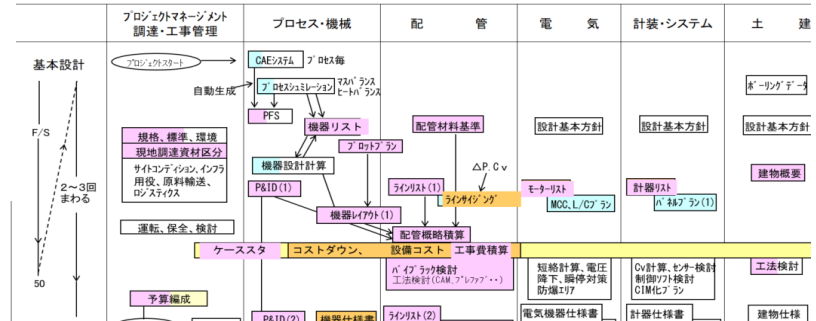 プロジェクトマネージメント
調達・工事管理
プロセス・機械
配 管
電 気
計装・システム
土 建
基本設計
F/S
2~3回
まわる
50
プロジェクトスタート
規格、標準、環境
現地調達資材区分
サイトコンディション、インフラ
用役、原料輸送、
ロジスティクス
運転、保全、検討
ケーススタ
コストダウン、
設備コスト
工事費積算
予算編成
CAEシステム
プロセス毎
自動生成
プロセスシュミレーション
マスバランス
ヒートバランス
PFS
機器リスト
プロットプラン
機器設計計算
P&ID(1)
機器レイアウト(1)
P&ID(2)
機器仕様書
配管材料基準
△P.Cv
ラインリスト(1)
ラインサイジング
配管概略積算
パイプラック検討
工法検討(CAM.プレファブ・・)
ラインリスト(2)
設計基本方針
モーターリスト
MCC、L/Cプラン
短絡計算、電圧
降下、瞬停対策
防爆エリア
電気機器仕様書
設計基本方針
計器リスト
パネルプラン(1)
Cv計算、センサー検討
制御ソフト検討
CIM化プラン
計器仕様書
ボーリングデータ
設計基本方針
建物概要
工法検討
建物仕様